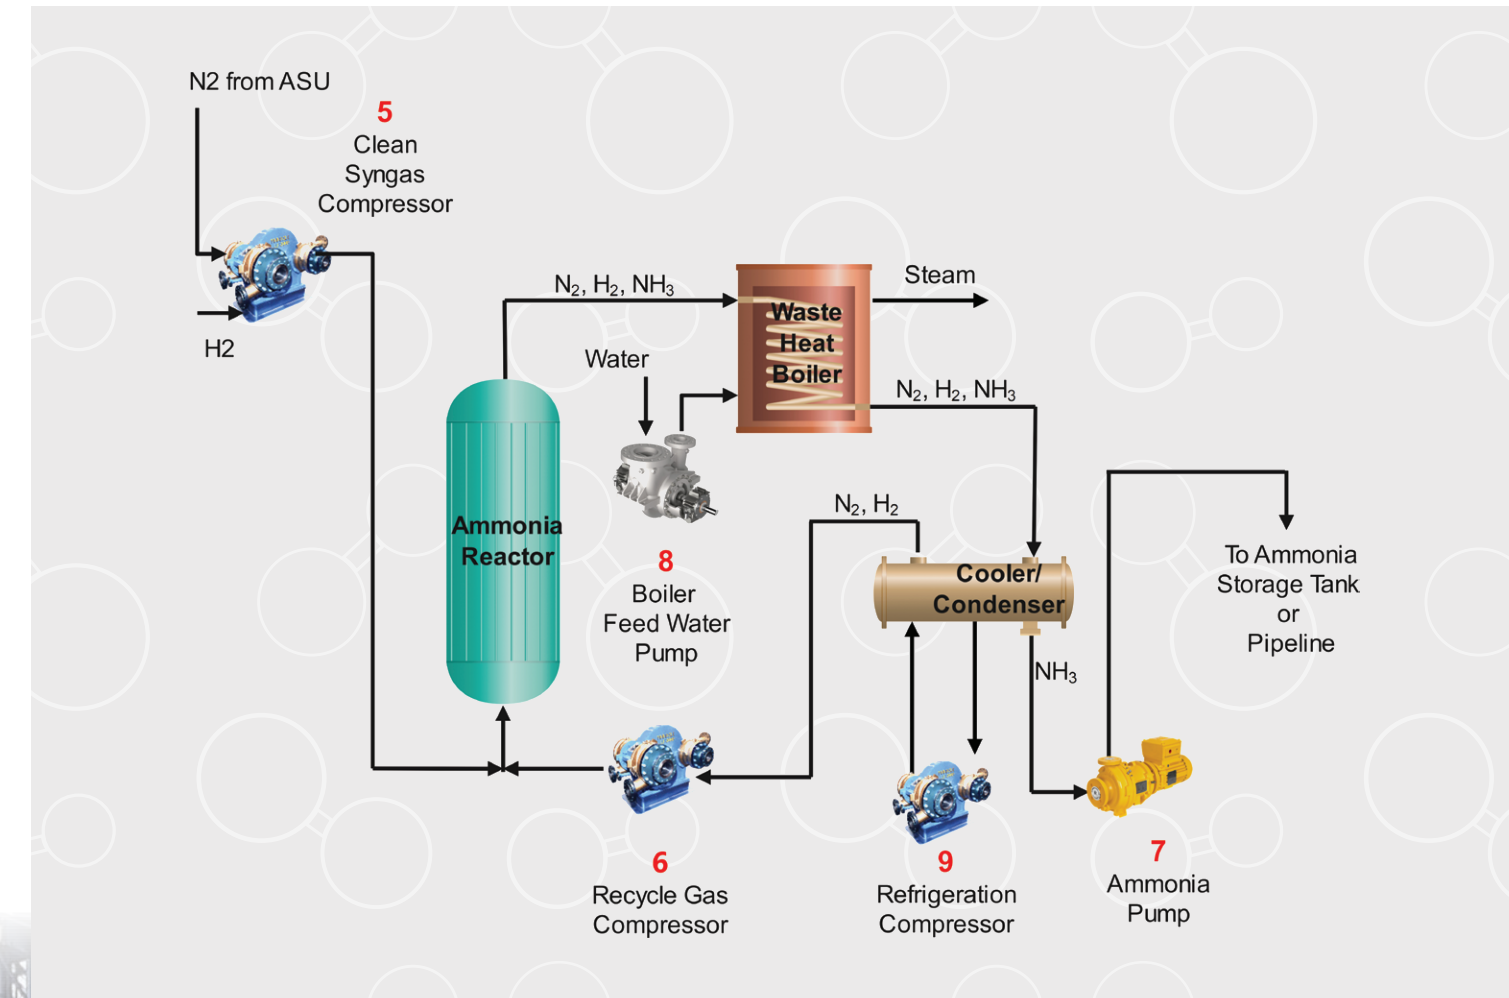 N2 from ASU
5
Clean
Syngas
Compressor
H2
N₂, H₂, NH₃
Steam
Waste
Heat
Boiler
Water
N₂, H₂, NH₃
Ammonia
Reactor
8
Boiler
Feed Water
Pump
N₂, H₂
Cooler/
Condenser
To Ammonia
Storage Tank
or
Pipeline
NH₃
6
Recycle Gas
Compressor
9
Refrigeration
Compressor
7
Ammonia
Pump